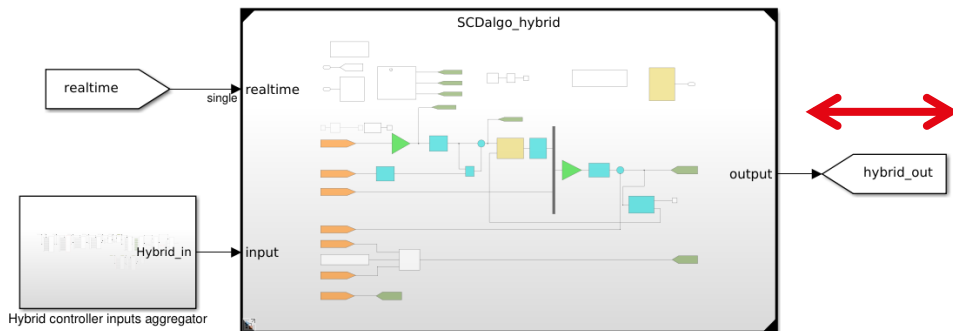 SCDalgo_hybrid
realtime
single
realtime
output
hybrid_out
Hybrid_in
input
Hybrid controller inputs aggregator